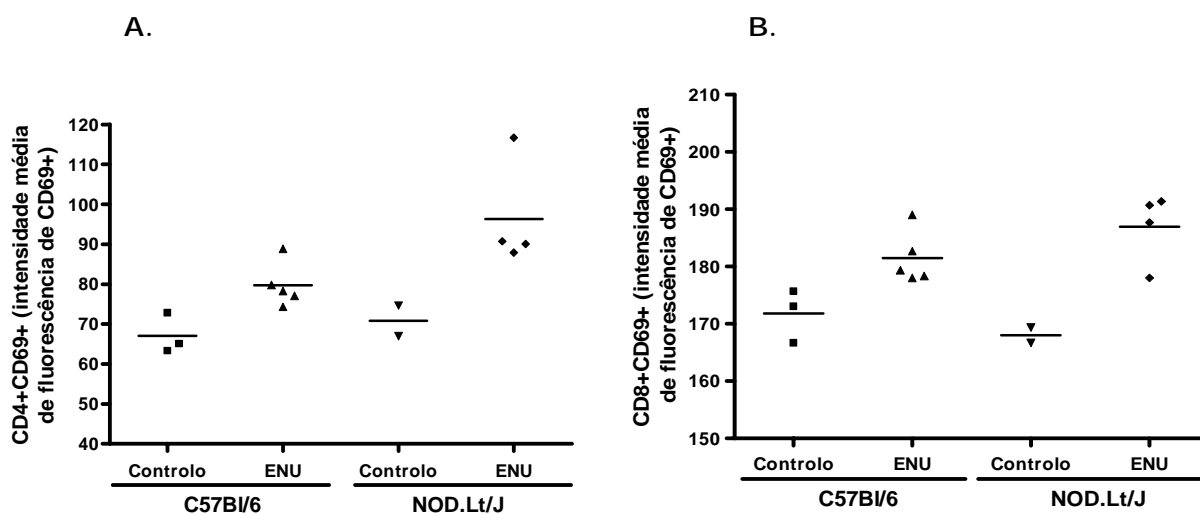 A.
CD4+CD69+ (intensidade média
de fluorescência de CD69+)
120
110
100
90
80
70
60
50
40
Controlo ENU Controlo ENU
C57Bl/6 NOD.Lt/J
B.
CD8+CD69+ (intensidade média
de fluorescência de CD69+)
210
200
190
180
170
160
150
Controlo ENU Controlo ENU
C57Bl/6 NOD.Lt/J